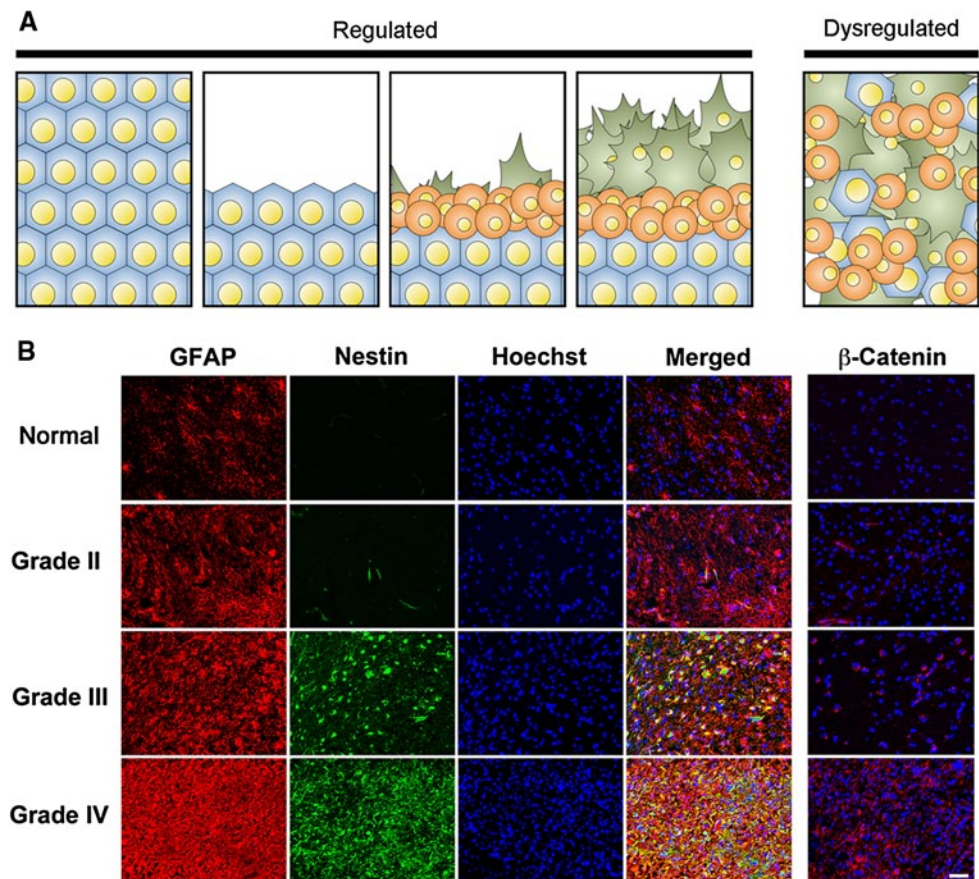 A
Regulated
Dysregulated
B
GFAP Nestin Hoechst Merged β-Catenin
Normal
Grade II
Grade III
Grade IV